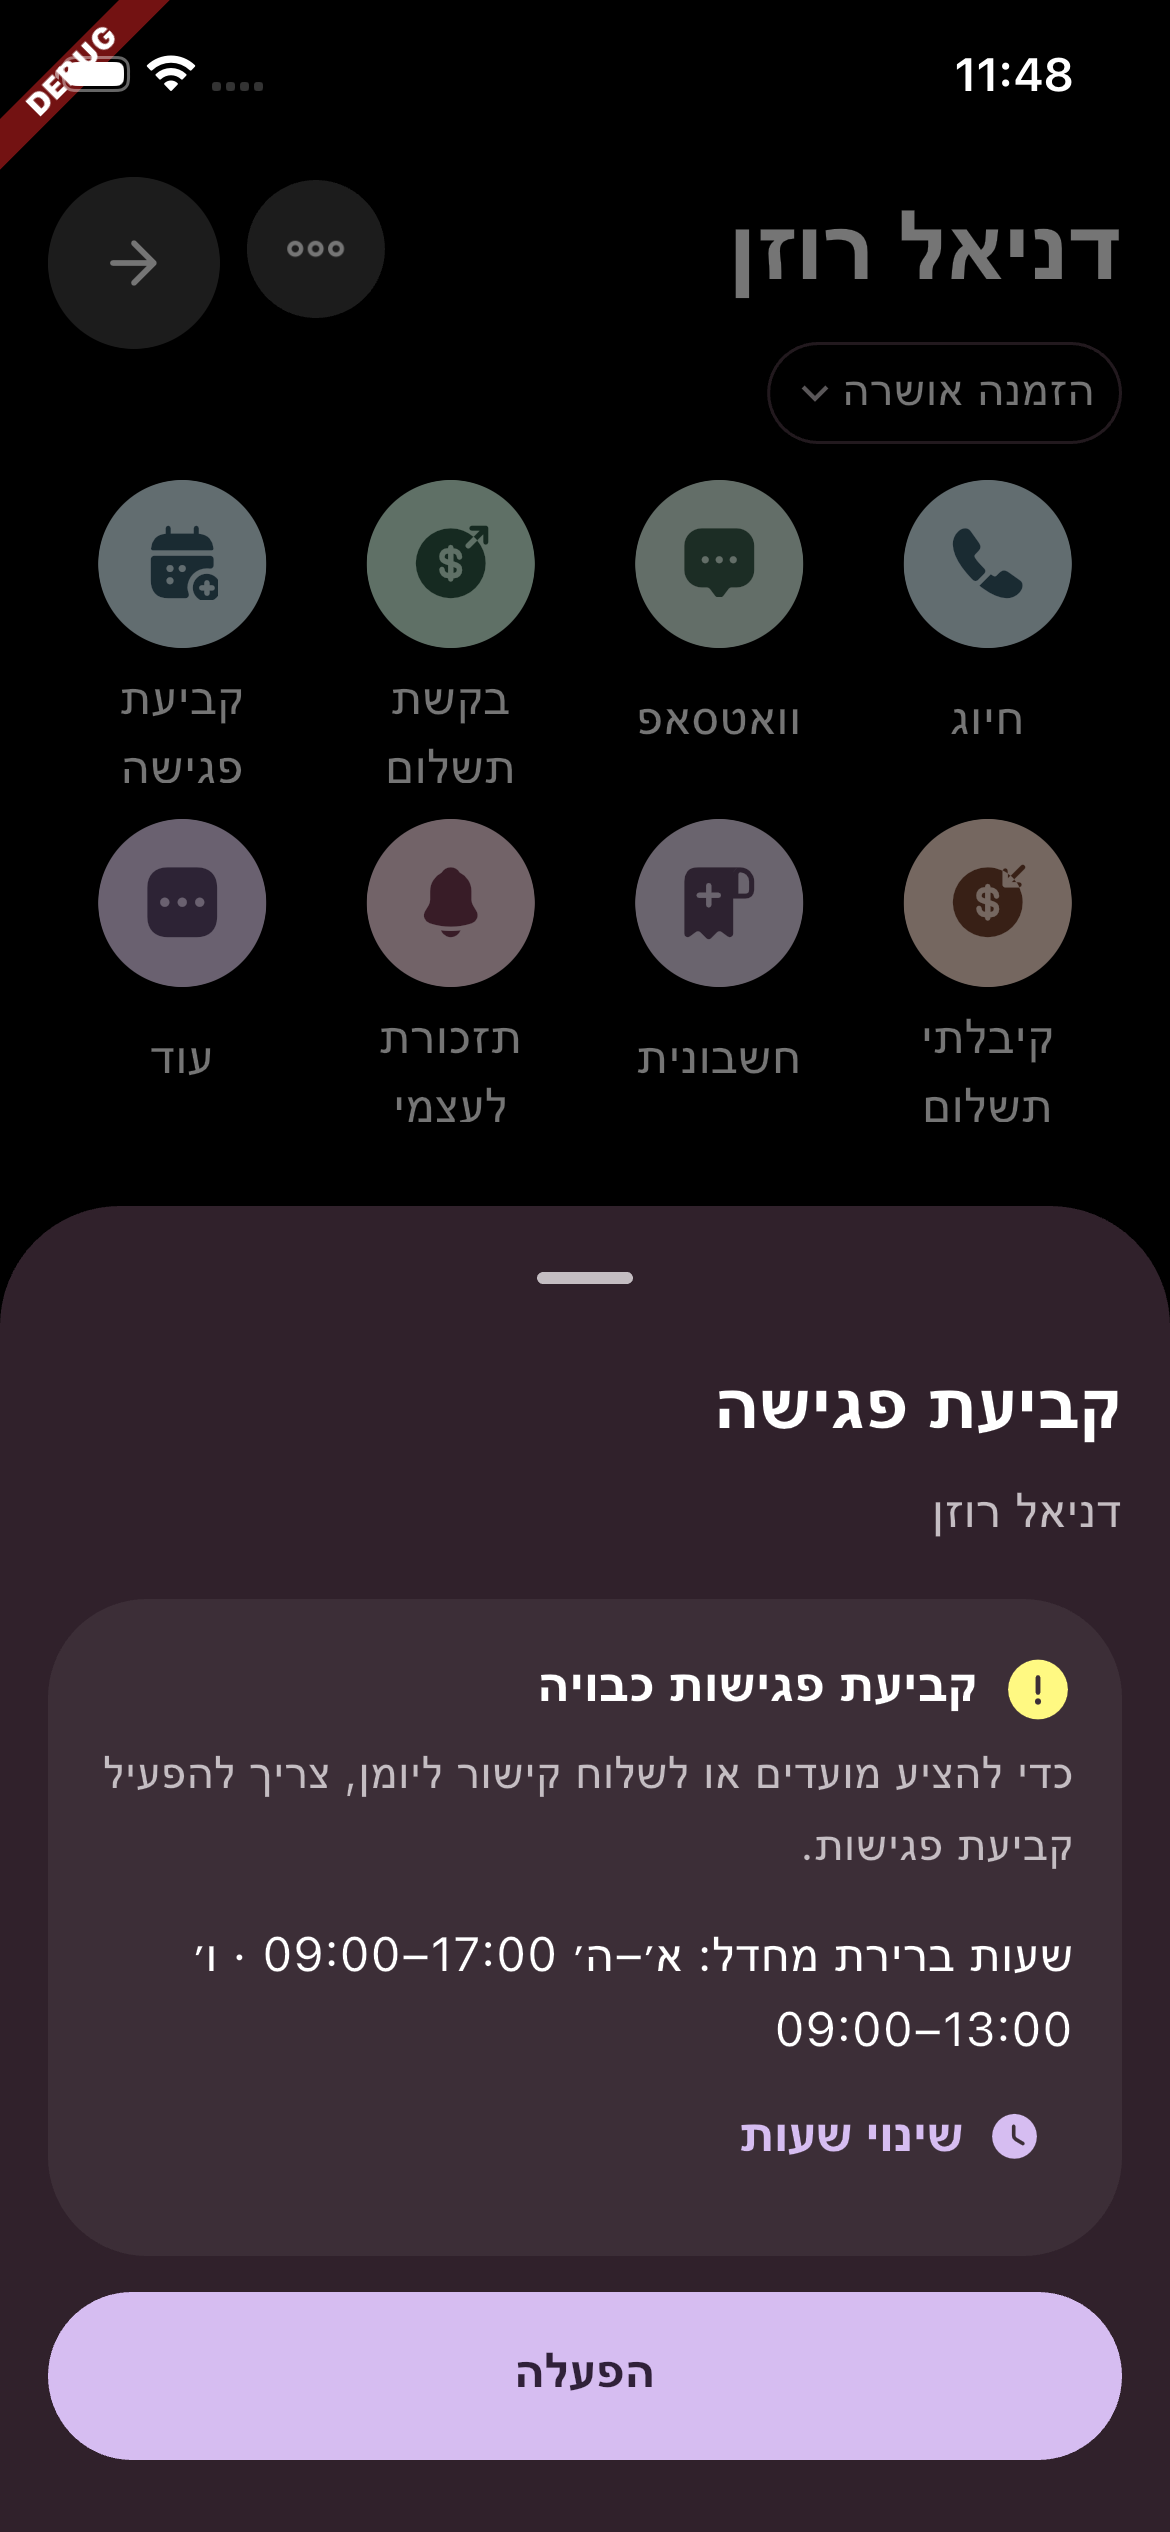 DEBUG
11:48
דניאל רוזן
הזמנה אושרה
חיוג
וואטסאפ
בקשת
תשלום
קביעת
פגישה
קיבלתי
תשלום
חשבונית
תזכורת
לעצמי
עוד
קביעת פגישה
דניאל רוזן
קביעת פגישות כבויה
כדי להציע מועדים או לשלוח קישור ליומן, צריך להפעיל
קביעת פגישות.
שעות ברירת מחדל: א׳–ה׳ 09:00–17:00 · ו׳
09:00–13:00
שינוי שעות
הפעלה